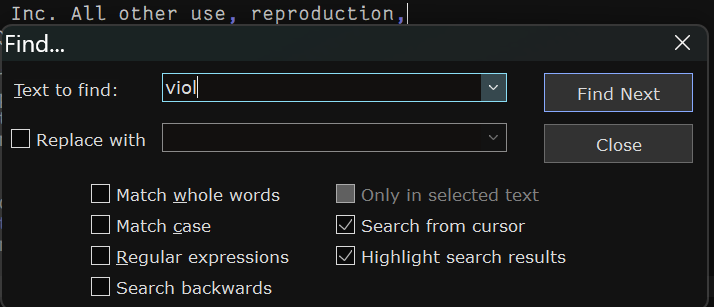 Inc. All other use, reproduction,
Find...
Text to find:
viol
Find Next
Replace with
Close
Match whole words
Only in selected text
Match case
Search from cursor
Regular expressions
Highlight search results
Search backwards